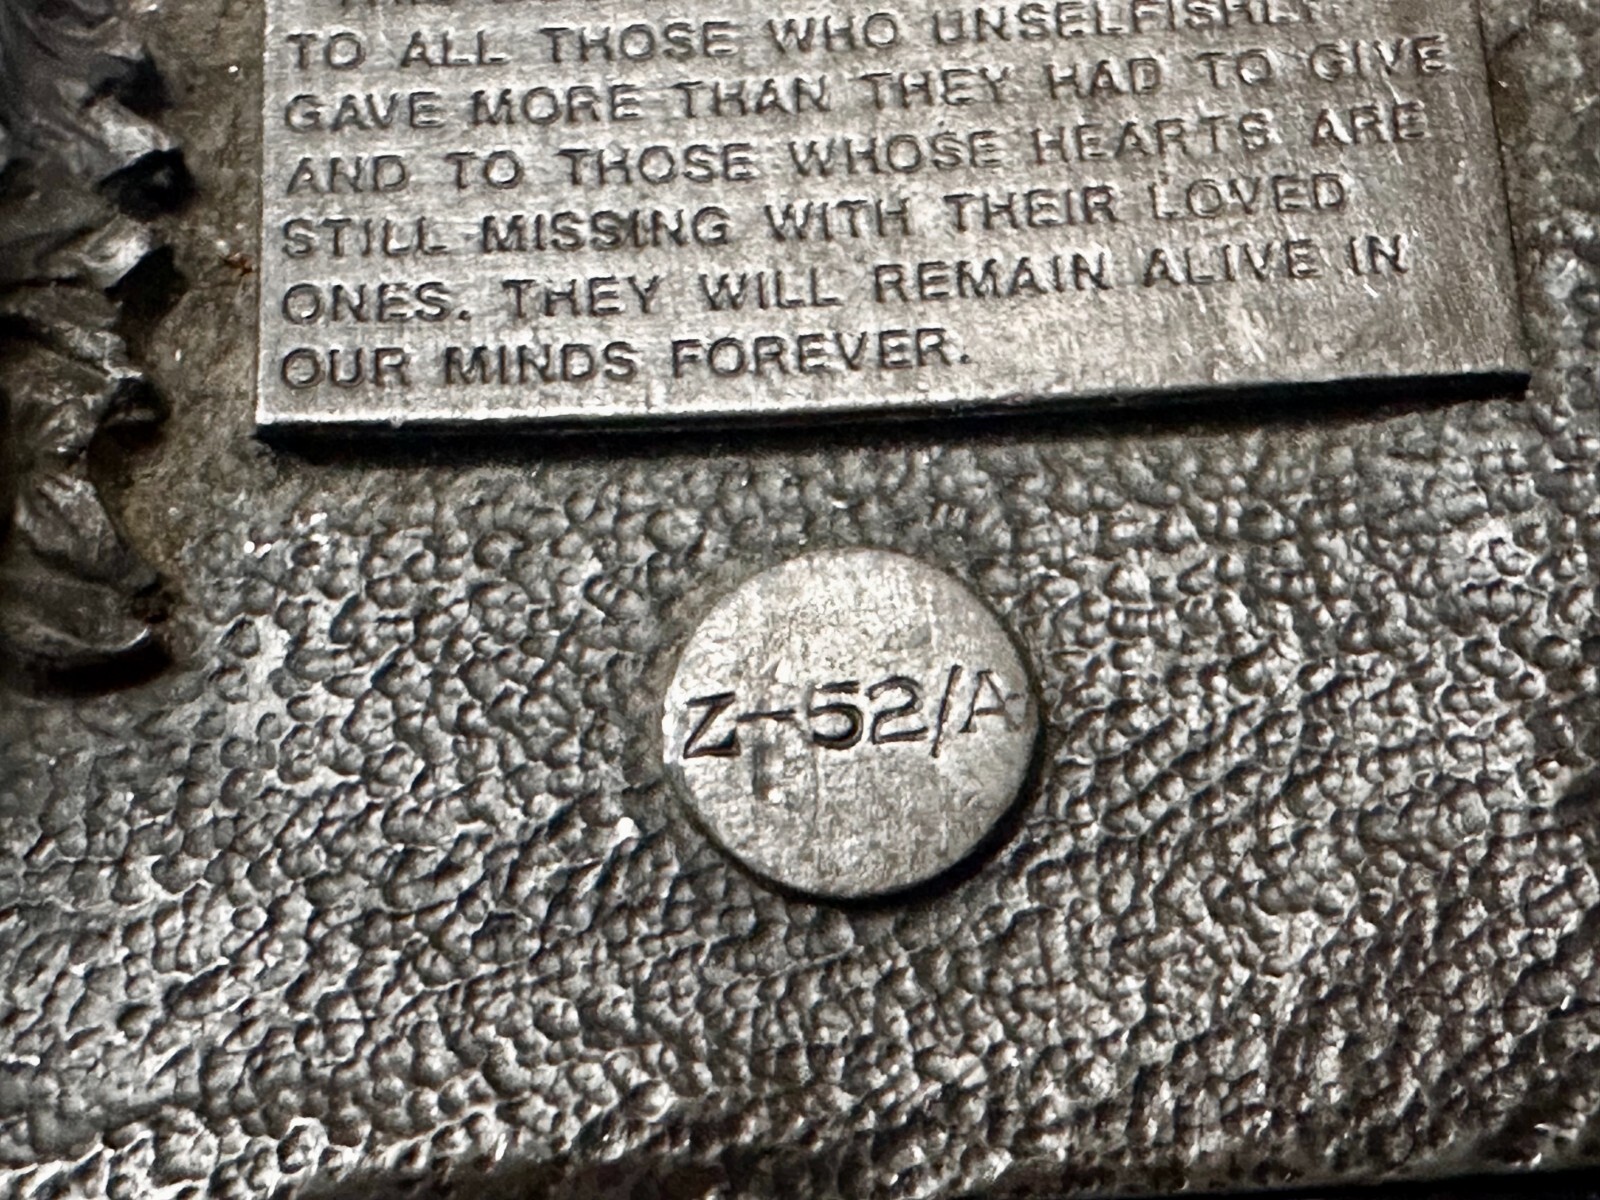 TO ALL THOSE WHO UNSELFISHLY
GAVE MORE THAN THEY HAD TO GIVE
AND TO THOSE WHOSE HEARTS ARE
STILL MISSING WITH THEIR LOVED
ONES. THEY WILL REMAIN ALIVE IN
OUR MINDS FOREVER.
Z-52/A